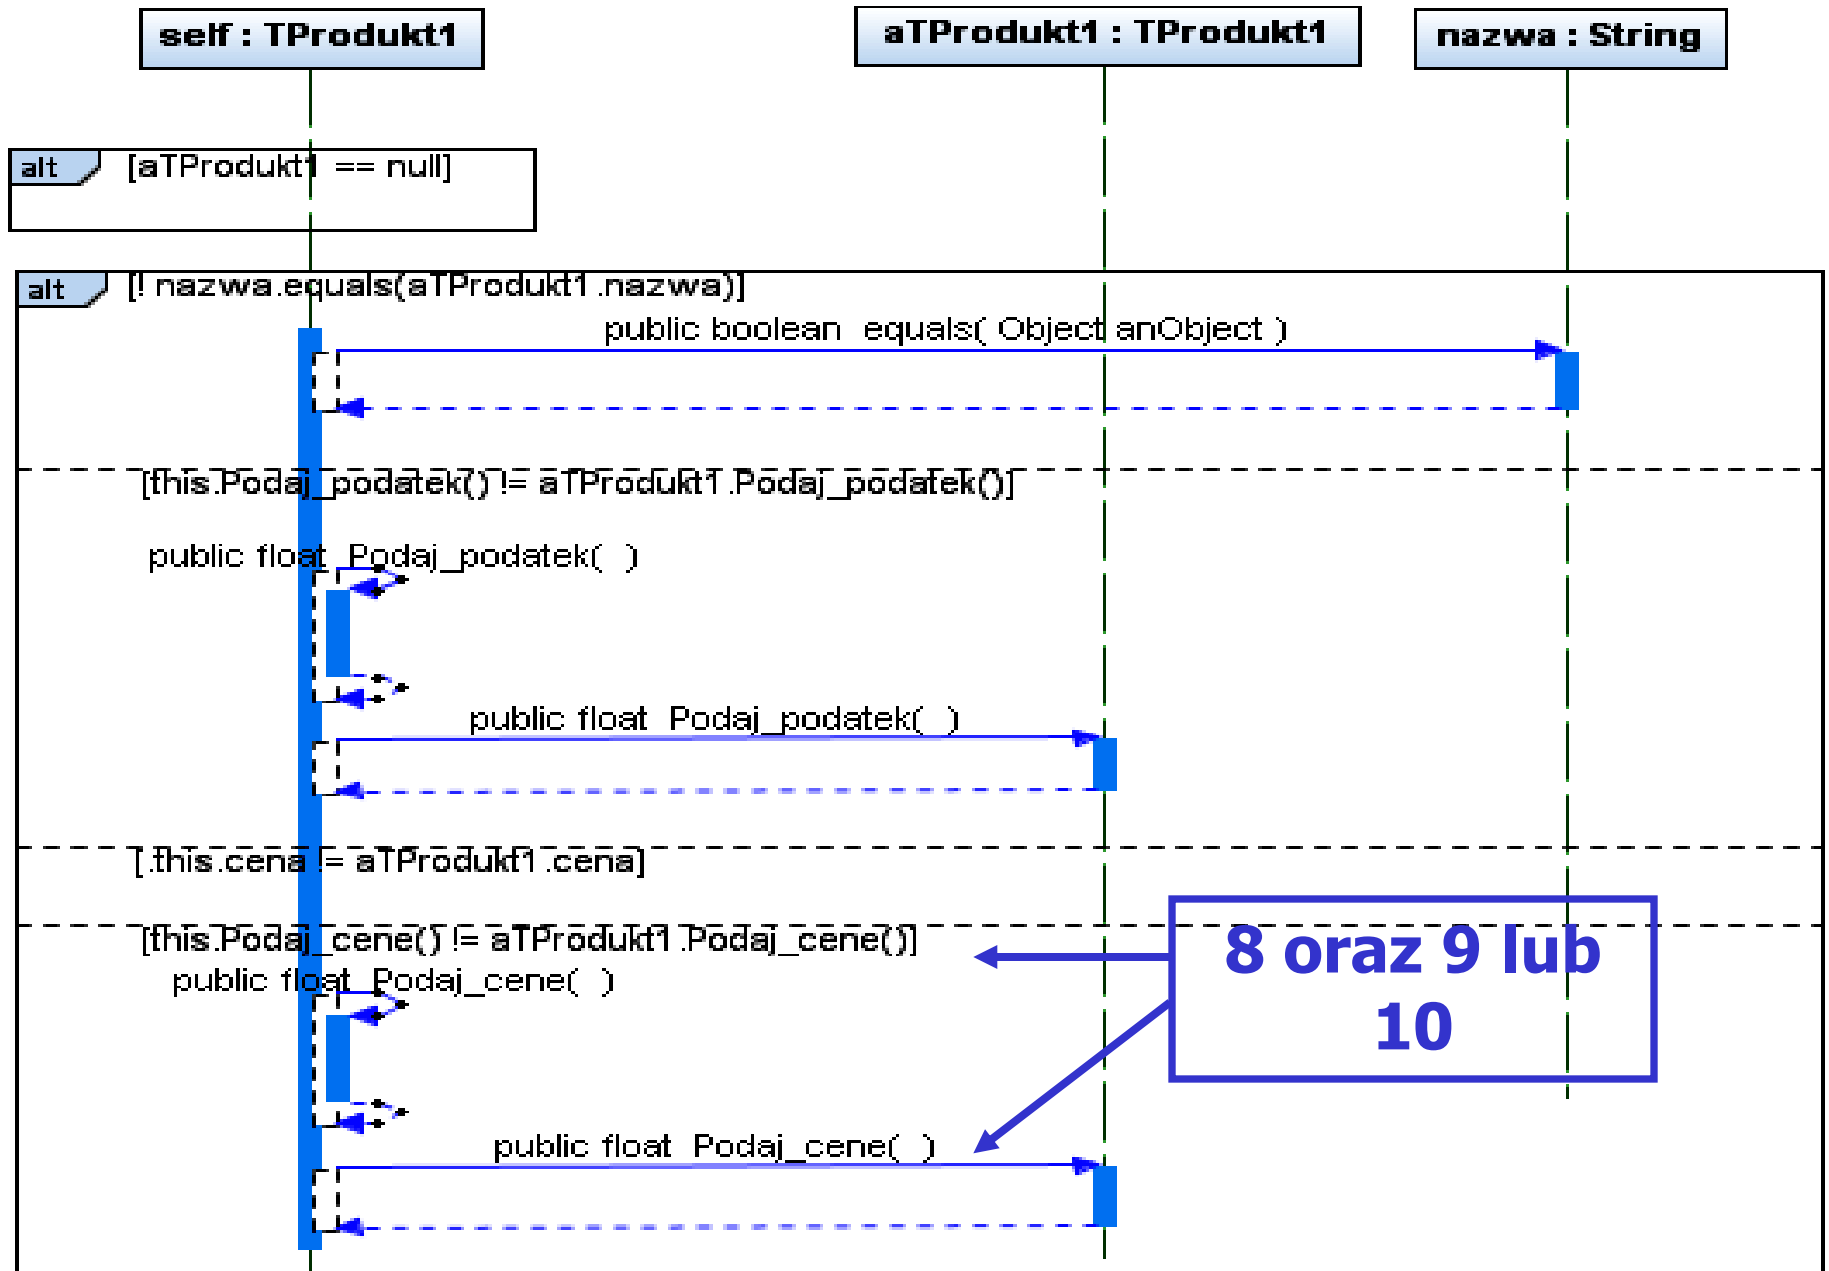 self : TProdukt1
aTProdukt1 : TProdukt1
nazwa : String
alt [aTProdukt1 == null]
alt [! nazwa.equals(aTProdukt1.nazwa)]
public boolean equals( Object anObject )
[this.Podaj_podatek() != aTProdukt1.Podaj_podatek()]
public float Podaj_podatek( )
public float Podaj_podatek( )
[.this.cena != aTProdukt1.cena]
[this.Podaj_cene() != aTProdukt1.Podaj_cene()]
public float Podaj_cene( )
8 oraz 9 lub
10
public float Podaj_cene( )